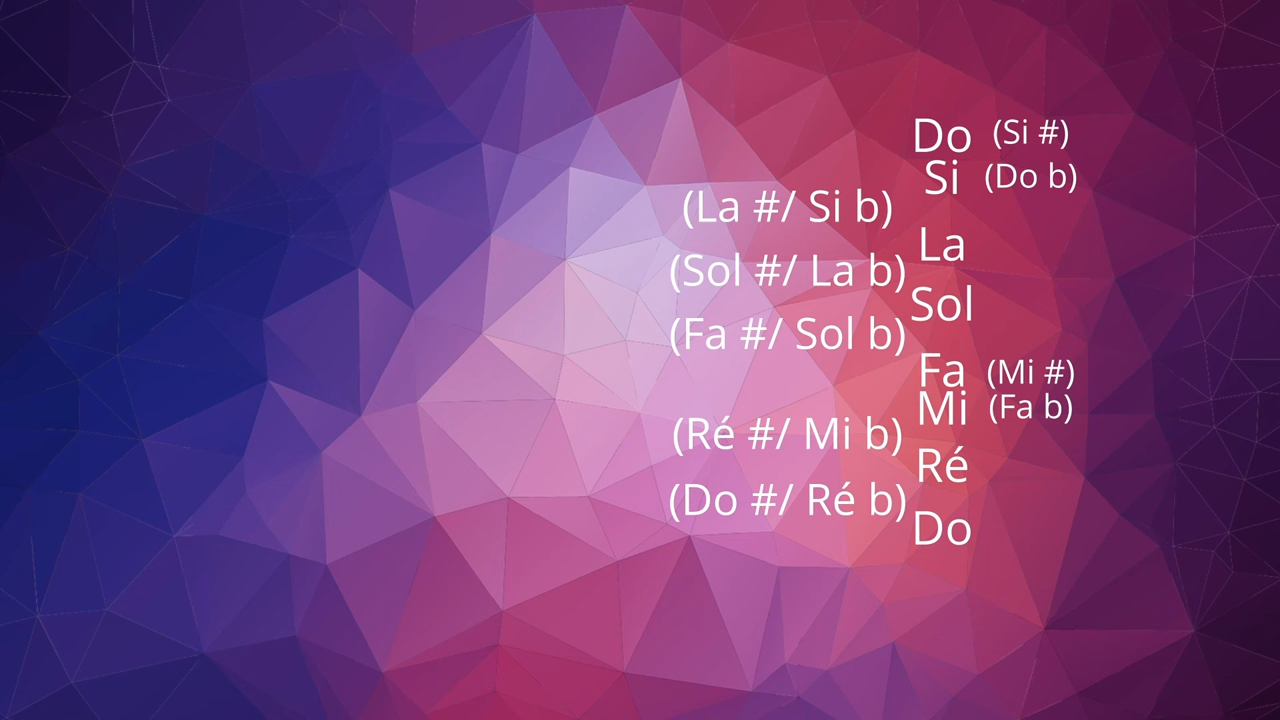 Do (Si #)
Si (Do b)
(La #/ Si b)
La
(Sol #/ La b)
Sol
(Fa #/ Sol b)
Fa (Mi #)
Mi (Fa b)
(Ré #/ Mi b)
Ré
(Do #/ Ré b)
Do